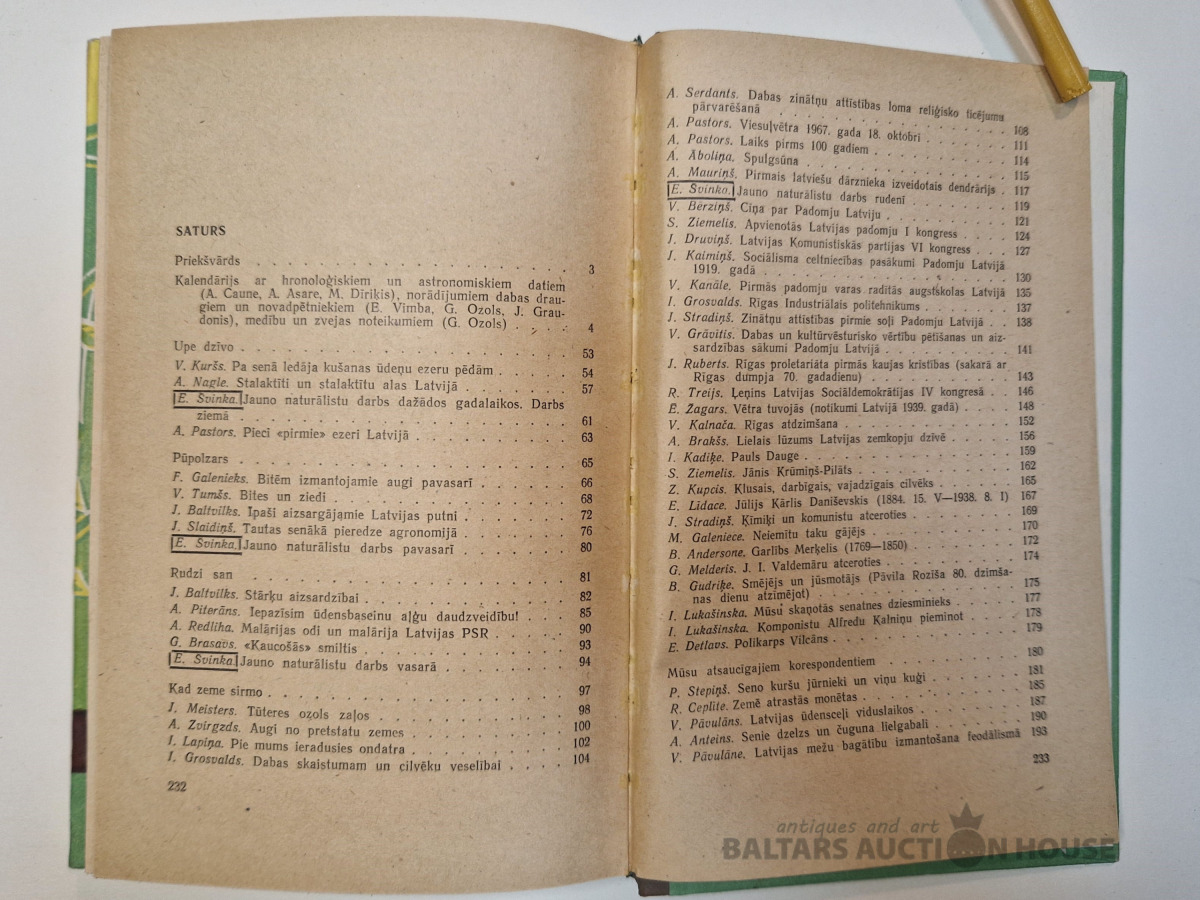 SATURS
Priekšvārds . . . . . . . . . . . . . . . . . . 3
Kalendārijs ar hronoloģiskiem un astronomiskiem datiem
(A. Caune, A. Asare, M. Diriķis), norādījumiem dabas drau-
giem un novadpētniekiem (E. Vimba, G. Ozols, J. Grau-
donis), medību un zvejas noteikumiem (G. Ozols) . . . . 4
Upe dzīvo . . . . . . . . . . . . . . . . . . 53
V. Kuršs. Pa senā ledāja kušanas ūdeņu ezeru pēdām . . . . 54
A. Nagle. Stalaktīti un stalaktītu alas Latvijā . . . . . . 57
E. Svinka. Jauno naturālistu darbs dažādos gadalaikos. Darbs
ziemā . . . . . . . . . . . . . . . . . . 61
A. Pastors. Pieci «pirmie» ezeri Latvijā . . . . . . . . 63
Pūpolzars . . . . . . . . . . . . . . . . . . 65
F. Galenieks. Bitēm izmantojamie augi pavasarī . . . . . 66
V. Tumšs. Bites un ziedi . . . . . . . . . . . . 68
J. Baltvilks. Īpaši aizsargājamie Latvijas putni . . . . . . 72
J. Slaidiņš. Tautas senākā pieredze agronomijā . . . . . . 76
E. Svinka. Jauno naturālistu darbs pavasarī . . . . . . . 80
Rudzi san . . . . . . . . . . . . . . . . . . 81
J. Baltvilks. Stārķu aizsardzībai . . . . . . . . . . . 82
A. Piterāns. Iepazīsim ūdensbaseinu aļģu daudzveidību! . . . 85
A. Redliha. Malārijas odi un malārija Latvijas PSR . . . . . 90
G. Brasavs. «Kaucošās» smiltis . . . . . . . . . . . 93
E. Svinka. Jauno naturālistu darbs vasarā . . . . . . . 94
Kad zeme sirmo . . . . . . . . . . . . . . . . 97
J. Meisters. Tūteres ozols zaļos . . . . . . . . . . . 98
A. Zvirgzds. Augi no pretstatu zemes . . . . . . . . . 100
I. Lapiņa. Pie mums ieradusies ondatra . . . . . . . . 102
I. Grosvalds. Dabas skaistumam un cilvēku veselībai . . . . 104
232
A. Serdants. Dabas zinātņu attīstības loma reliģisko ticējumu
pārvarēšanā . . . . . . . . . . . . . . . . 108
A. Pastors. Viesuļvētra 1967. gada 18. oktobrī . . . . . . 111
A. Pastors. Laiks pirms 100 gadiem . . . . . . . . . . 114
A. Āboliņa. Spulgsūna . . . . . . . . . . . . . . 115
A. Mauriņš. Pirmais latviešu dārznieka izveidotais dendrārijs . 117
E. Svinka. Jauno naturālistu darbs rudenī . . . . . . . 119
V. Bērziņš. Cīņa par Padomju Latviju . . . . . . . . . 121
S. Ziemelis. Apvienotās Latvijas padomju I kongress . . . . 124
J. Druviņš. Latvijas Komunistiskās partijas VI kongress . . . 127
J. Kaimiņš. Sociālisma celtniecības pasākumi Padomju Latvijā
1919. gadā . . . . . . . . . . . . . . . . 130
V. Kanāle. Pirmās padomju varas radītās augstskolas Latvijā 135
I. Grosvalds. Rīgas Industriālais politehnikums . . . . . . 137
J. Stradiņš. Zinātņu attīstības pirmie soļi Padomju Latvijā . . 138
V. Grāvītis. Dabas un kultūrvēsturisko vērtību pētīšanas un aiz-
sardzības sākumi Padomju Latvijā . . . . . . . . . 141
J. Ruberts. Rīgas proletariāta pirmās kaujas kristības (sakarā ar
Rīgas dumpja 70. gadadienu) . . . . . . . . . . . 143
R. Treijs. Ļeņins Latvijas Sociāldemokrātijas IV kongresā . . 146
Ē. Žagars. Vētra tuvojās (notikumi Latvijā 1939. gadā) . . . 148
V. Kalnača. Rīgas atdzimšana . . . . . . . . . . . 152
A. Brakšs. Lielais lūzums Latvijas zemkopju dzīvē . . . . . 156
I. Kadiķe. Pauls Dauge . . . . . . . . . . . . . . 159
S. Ziemelis. Jānis Krūmiņš-Pilāts . . . . . . . . . . 162
Z. Kupcis. Klusais, darbīgais, vajadzīgais cilvēks . . . . . 165
E. Līdace. Jūlijs Kārlis Daniševskis (1884. 15. V—1938. 8. I) 167
J. Stradiņš. Ķīmiķi un komunistu atceroties . . . . . . . 169
M. Galeniece. Neiemītu taku gājējs . . . . . . . . . . 170
B. Andersone. Garlībs Merķelis (1769—1850) . . . . . . . 172
G. Melderis. J. I. Valdemāru atceroties . . . . . . . . 174
B. Gudriķe. Smējējs un jūsmotājs (Pāvila Rozīša 80. dzimša-
nas dienu atzīmējot) . . . . . . . . . . . . . . 175
I. Lukašinska. Mūsu skaņotās senatnes dziesminieks . . . . 177
I. Lukašinska. Komponistu Alfrēdu Kalniņu pieminot . . . . 178
E. Detlavs. Polikarps Vilcāns . . . . . . . . . . . . 179
Mūsu atsaucīgajiem korespondentiem . . . . . . . . . 180
P. Stepiņš. Seno kuršu jūrnieki un viņu kuģi . . . . . . 181
R. Ceplīte. Zemē atrastās monētas . . . . . . . . . . 185
V. Pāvulāns. Latvijas ūdensceļi viduslaikos . . . . . . . 187
A. Anteins. Senie dzelzs un čuguna lielgabali . . . . . . 190
V. Pāvulāne. Latvijas mežu bagātību izmantošana feodālismā 193
233
antiques and art
BALTARS AUCTION HOUSE